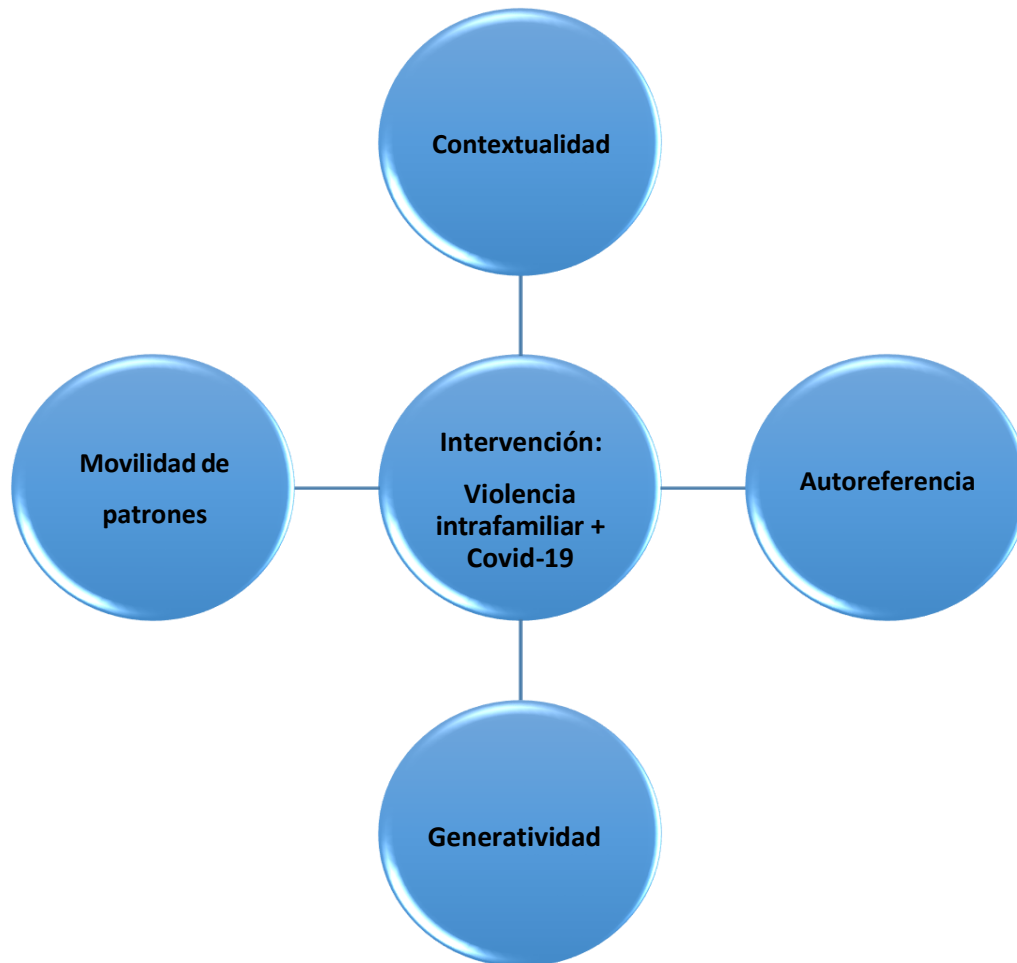 Contextualidad
Movilidad de
patrones
Intervención:
Violencia
intrafamiliar +
Covid-19
Autoreferencia
Generatividad